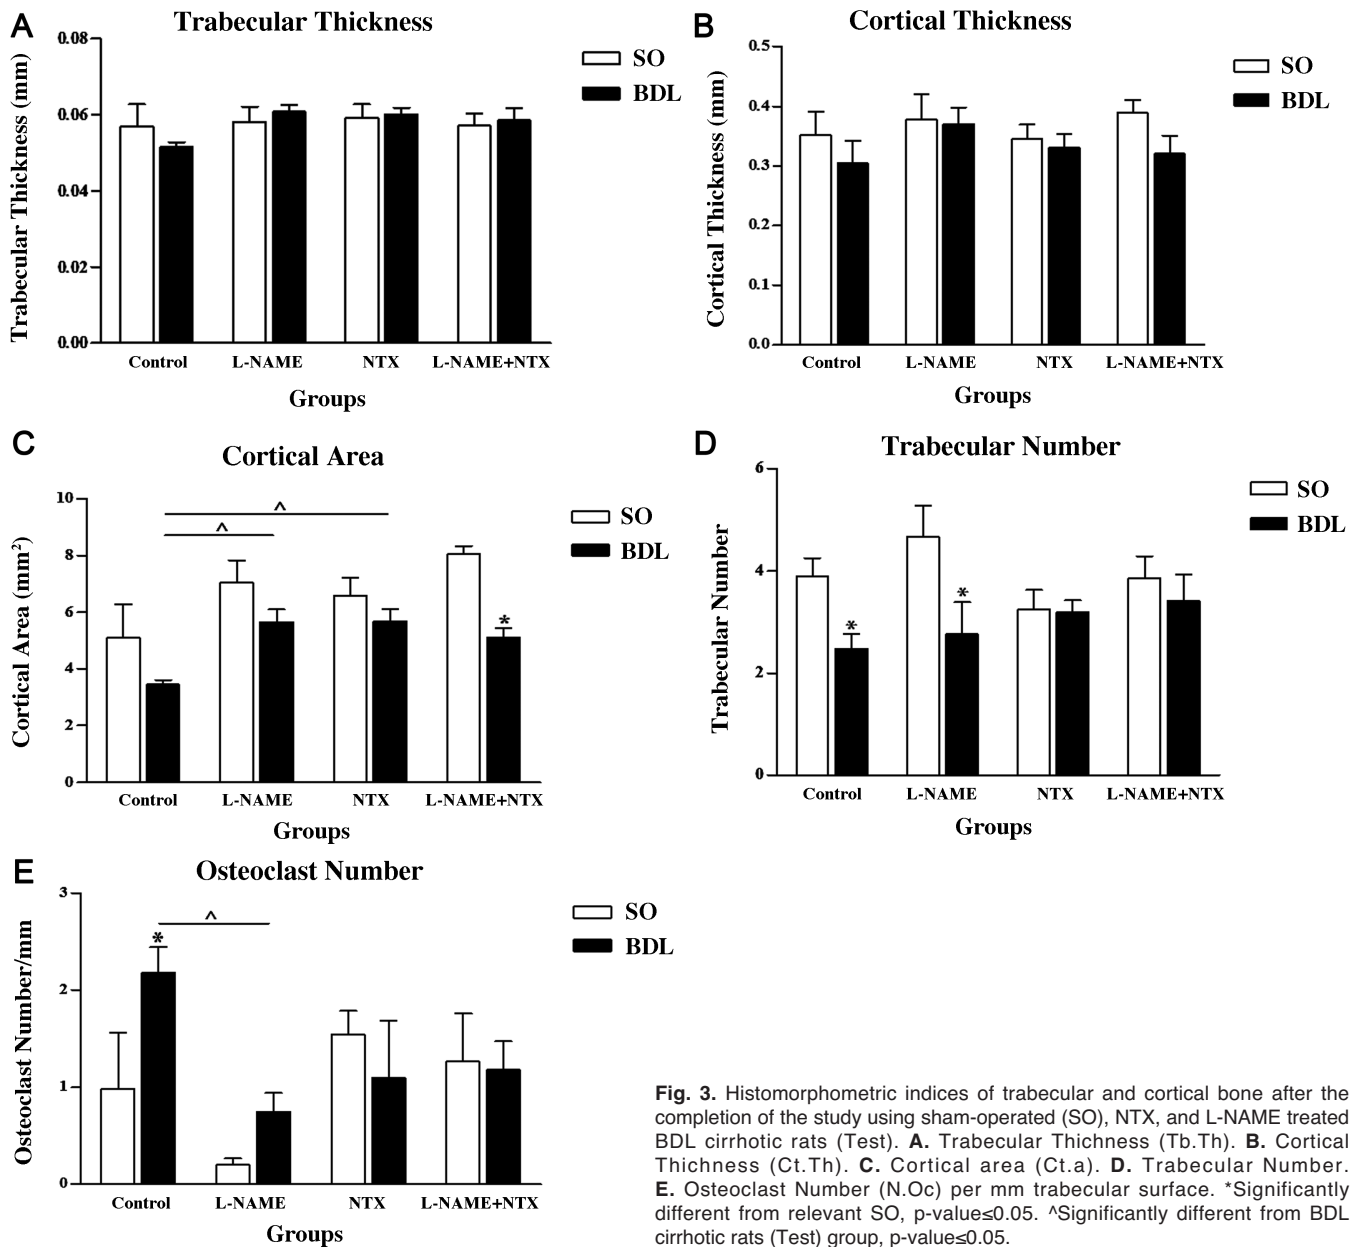 A
Trabecular Thickness
Trabecular Thickness (mm)
0.08
0.06
0.04
0.02
0.00
SO
BDL
Control
L-NAME
NTX
L-NAME+NTX
Groups
B
Cortical Thickness
Cortical Thickness (mm)
0.5
0.4
0.3
0.2
0.1
0.0
SO
BDL
Control
L-NAME
NTX
L-NAME+NTX
Groups
C
Cortical Area
Cortical Area (mm²)
10
8
6
4
2
0
^
^
*
SO
BDL
Control
L-NAME
NTX
L-NAME+NTX
Groups
D
Trabecular Number
Trabecular Number
6
4
2
0
*
*
SO
BDL
Control
L-NAME
NTX
L-NAME+NTX
Groups
E
Osteoclast Number
Osteoclast Number/mm
3
2
1
0
*
^
SO
BDL
Control
L-NAME
NTX
L-NAME+NTX
Groups
Fig. 3. Histomorphometric indices of trabecular and cortical bone after the
completion of the study using sham-operated (SO), NTX, and L-NAME treated
BDL cirrhotic rats (Test). A. Trabecular Thichness (Tb.Th). B. Cortical
Thichness (Ct.Th). C. Cortical area (Ct.a). D. Trabecular Number.
E. Osteoclast Number (N.Oc) per mm trabecular surface. *Significantly
different from relevant SO, p-value≤0.05. ^Significantly different from BDL
cirrhotic rats (Test) group, p-value≤0.05.